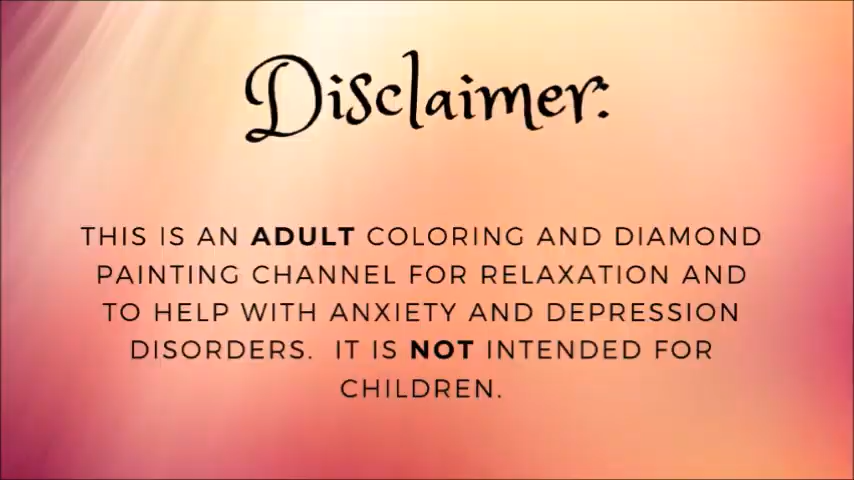 Disclaimer:
THIS IS AN ADULT COLORING AND DIAMOND
PAINTING CHANNEL FOR RELAXATION AND
TO HELP WITH ANXIETY AND DEPRESSION
DISORDERS.  IT IS NOT INTENDED FOR
CHILDREN.